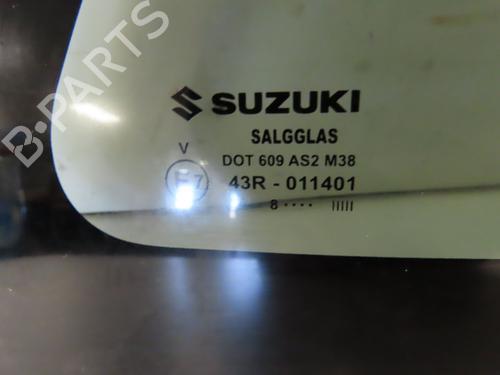 SUZUKI
SALGGLAS
V
DOT 609 AS2 M38
E7
43R - 011401
8 •••• |||||
B-PARTS